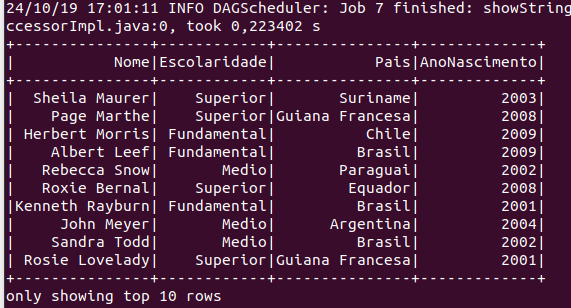 24/10/19 17:01:11 INFO DAGScheduler: Job 7 finished: showString
ccessorImpl.java:0, took 0,223402 s
+---------------+-----------+---------------+-------------+
|           Nome|Escolaridade|           Pais|AnoNascimento|
+---------------+-----------+---------------+-------------+
|  Sheila Maurer|   Superior|       Suriname|         2003|
|    Page Marthe|   Superior|Guiana Francesa|         2008|
| Herbert Morris|Fundamental|          Chile|         2009|
|    Albert Leef|Fundamental|         Brasil|         2009|
|   Rebecca Snow|      Medio|       Paraguai|         2002|
|   Roxie Bernal|   Superior|        Equador|         2008|
|Kenneth Rayburn|Fundamental|         Brasil|         2001|
|     John Meyer|      Medio|      Argentina|         2004|
|    Sandra Todd|      Medio|         Brasil|         2002|
| Rosie Lovelady|   Superior|Guiana Francesa|         2001|
+---------------+-----------+---------------+-------------+
only showing top 10 rows